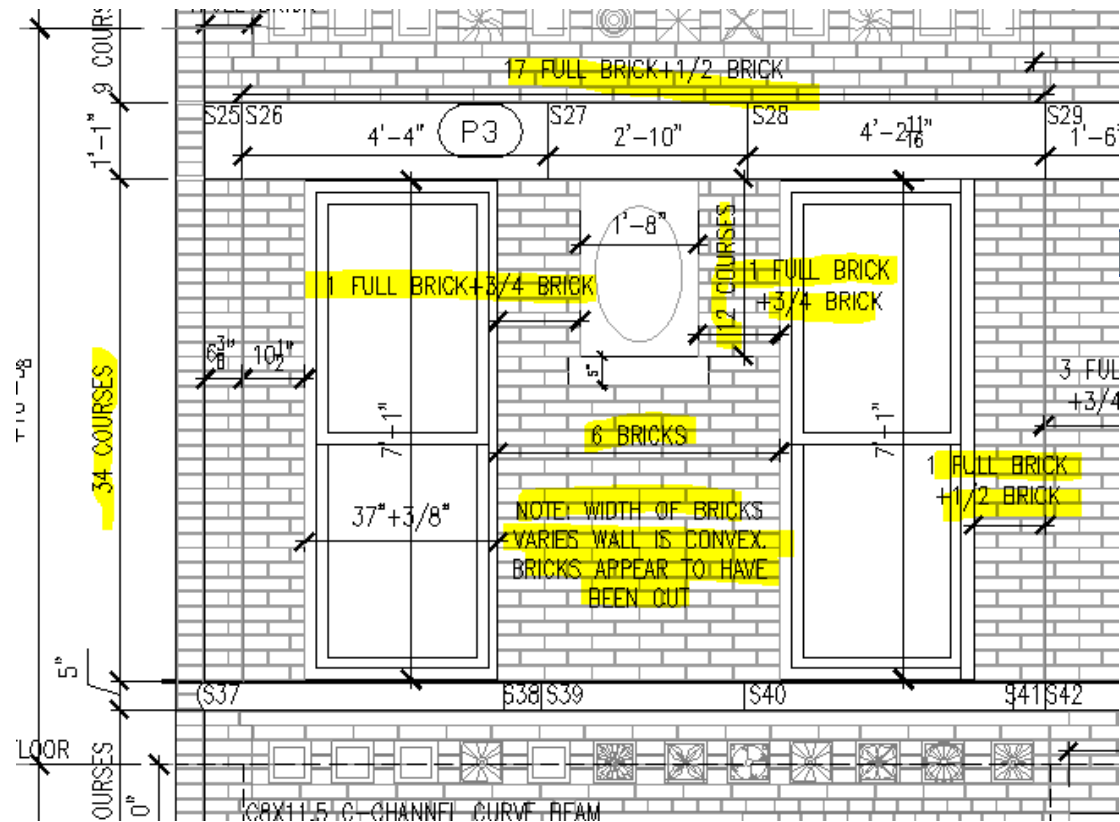 9 COURS
17 FULL BRICK+1/2 BRICK
S25 S26
P3
S27
S28
S29
4'-4"
2'-10"
4'-2 11/16"
1'-6"
1'-1"
1'-8"
12 COURSES
1 FULL BRICK+3/4 BRICK
1 FULL BRICK
+3/4 BRICK
6 3/8"
10 1/2"
5"
3 FUL
+3/4
34 COURSES
7'-1"
6 BRICKS
7'-1"
1 FULL BRICK
+1/2 BRICK
37"+3/8"
NOTE: WIDTH OF BRICKS
VARIES WALL IS CONVEX.
BRICKS APPEAR TO HAVE
BEEN CUT
5"
S37
S38 S39
S40
S41 S42
LOOR
COURSES
0"
C8X11.5 C-CHANNEL CURVE BEAM